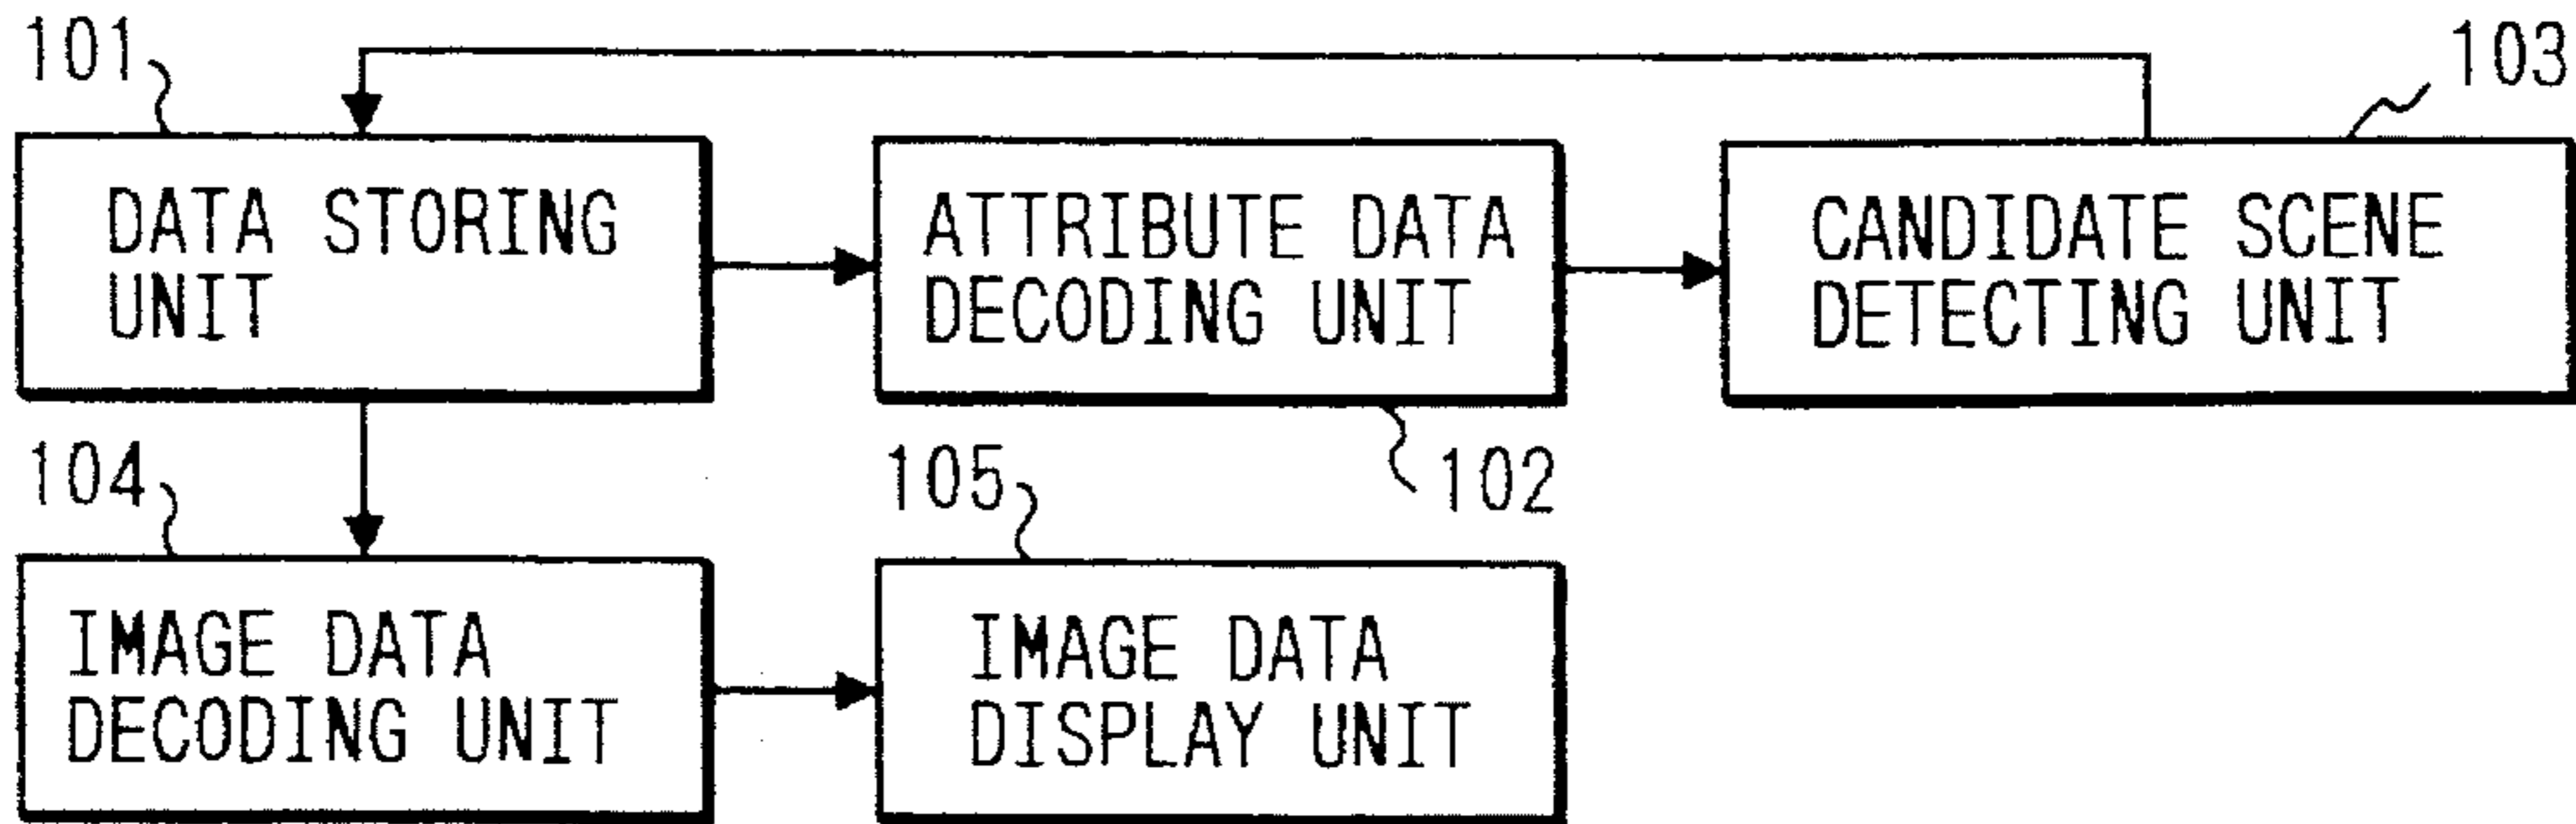 101
103
DATA STORING
UNIT
ATTRIBUTE DATA
DECODING UNIT
CANDIDATE SCENE
DETECTING UNIT
104
105
102
IMAGE DATA
DECODING UNIT
IMAGE DATA
DISPLAY UNIT